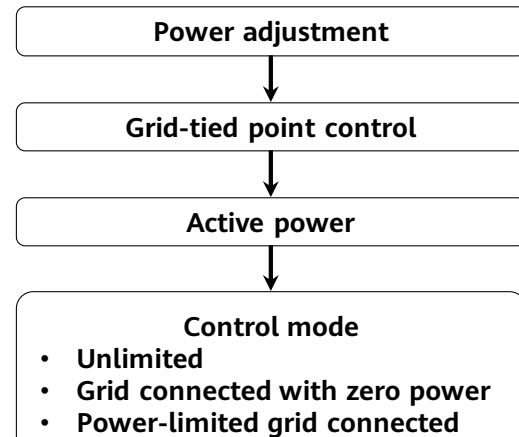 Power adjustment
Grid-tied point control
Active power
Control mode
• Unlimited
• Grid connected with zero power
• Power-limited grid connected